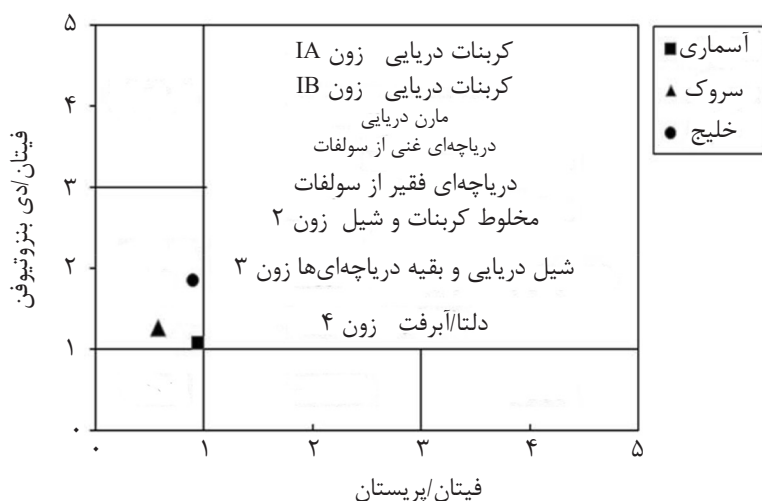 کربنات دریایی زون IA
کربنات دریایی زون IB
مارن دریایی
دریاچه‌ای غنی از سولفات
دریاچه‌ای فقیر از سولفات
مخلوط کربنات و شیل زون ۲
شیل دریایی و بقیه دریاچه‌ای‌ها زون ۳
دلتا/آبرفت زون ۴
آسماری
سروک
خلیج
فیتان/دی بنزوتیوفن
۵
۴
۳
۲
۱
۰
۰ ۱ ۲ ۳ ۴ ۵
فیتان/پریستان